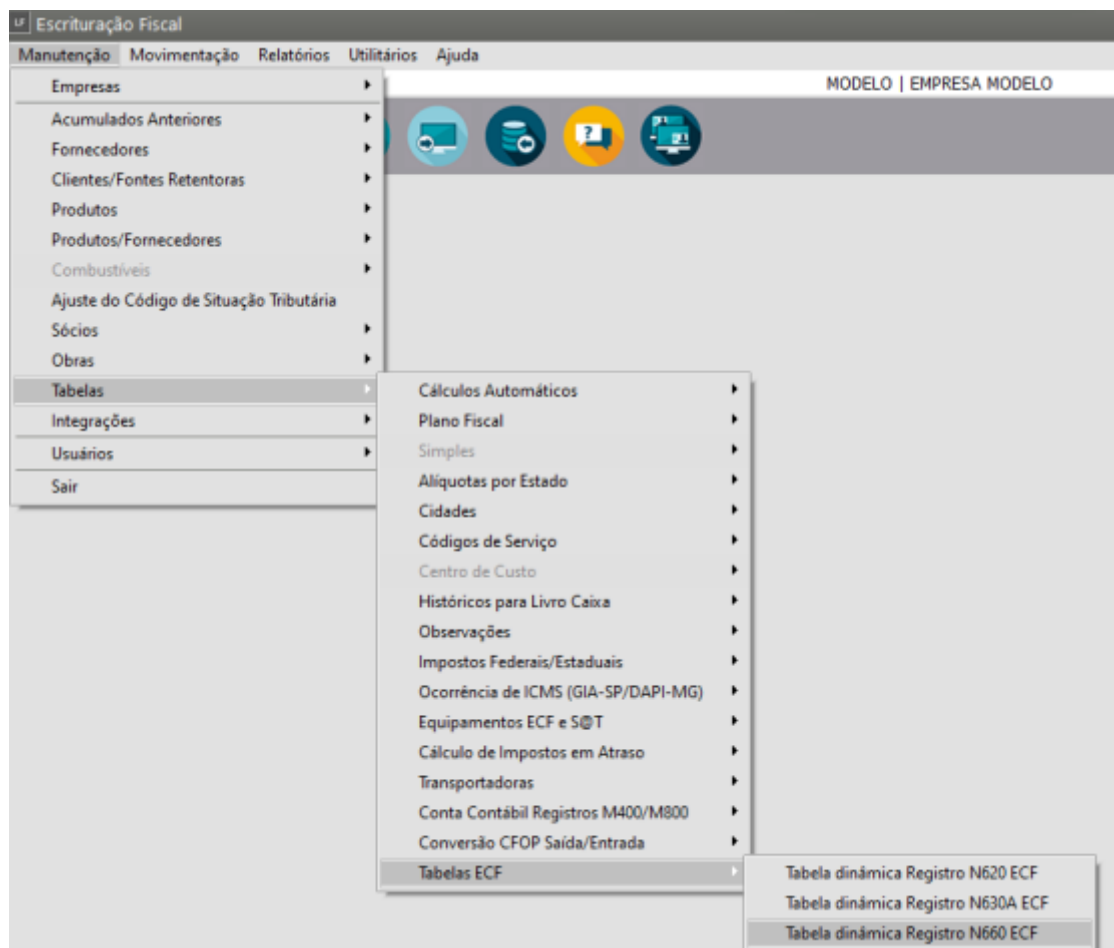 LF Escrituração Fiscal
Manutenção Movimentação Relatórios Utilitários Ajuda
MODELO | EMPRESA MODELO
Empresas
Acumulados Anteriores
Fornecedores
Clientes/Fontes Retentoras
Produtos
Produtos/Fornecedores
Combustíveis
Ajuste do Código de Situação Tributária
Sócios
Obras
Tabelas
Integrações
Usuários
Sair
Cálculos Automáticos
Plano Fiscal
Simples
Alíquotas por Estado
Cidades
Códigos de Serviço
Centro de Custo
Históricos para Livro Caixa
Observações
Impostos Federais/Estaduais
Ocorrência de ICMS (GIA-SP/DAPI-MG)
Equipamentos ECF e S@T
Cálculo de Impostos em Atraso
Transportadoras
Conta Contábil Registros M400/M800
Conversão CFOP Saída/Entrada
Tabelas ECF
Tabela dinâmica Registro N620 ECF
Tabela dinâmica Registro N630A ECF
Tabela dinâmica Registro N660 ECF